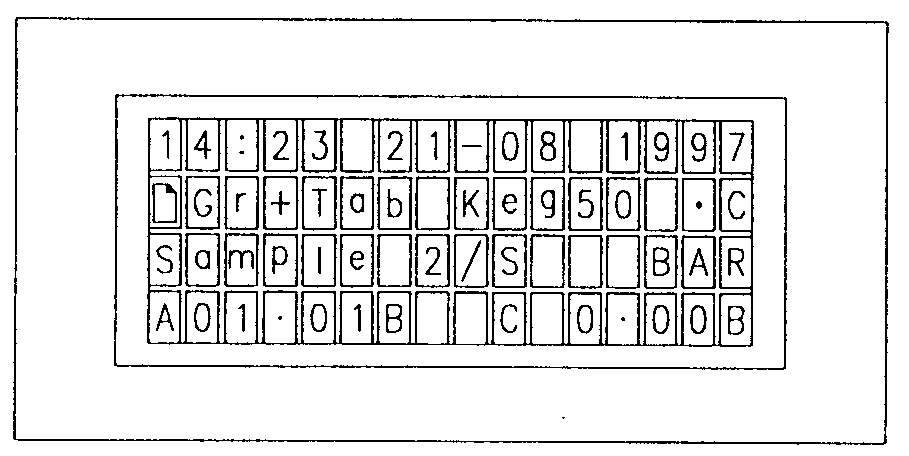 14:23 21-08 1997
Gr+Tab Keg50 ·C
Sample 2/S BAR
A01·01B C 0·00B